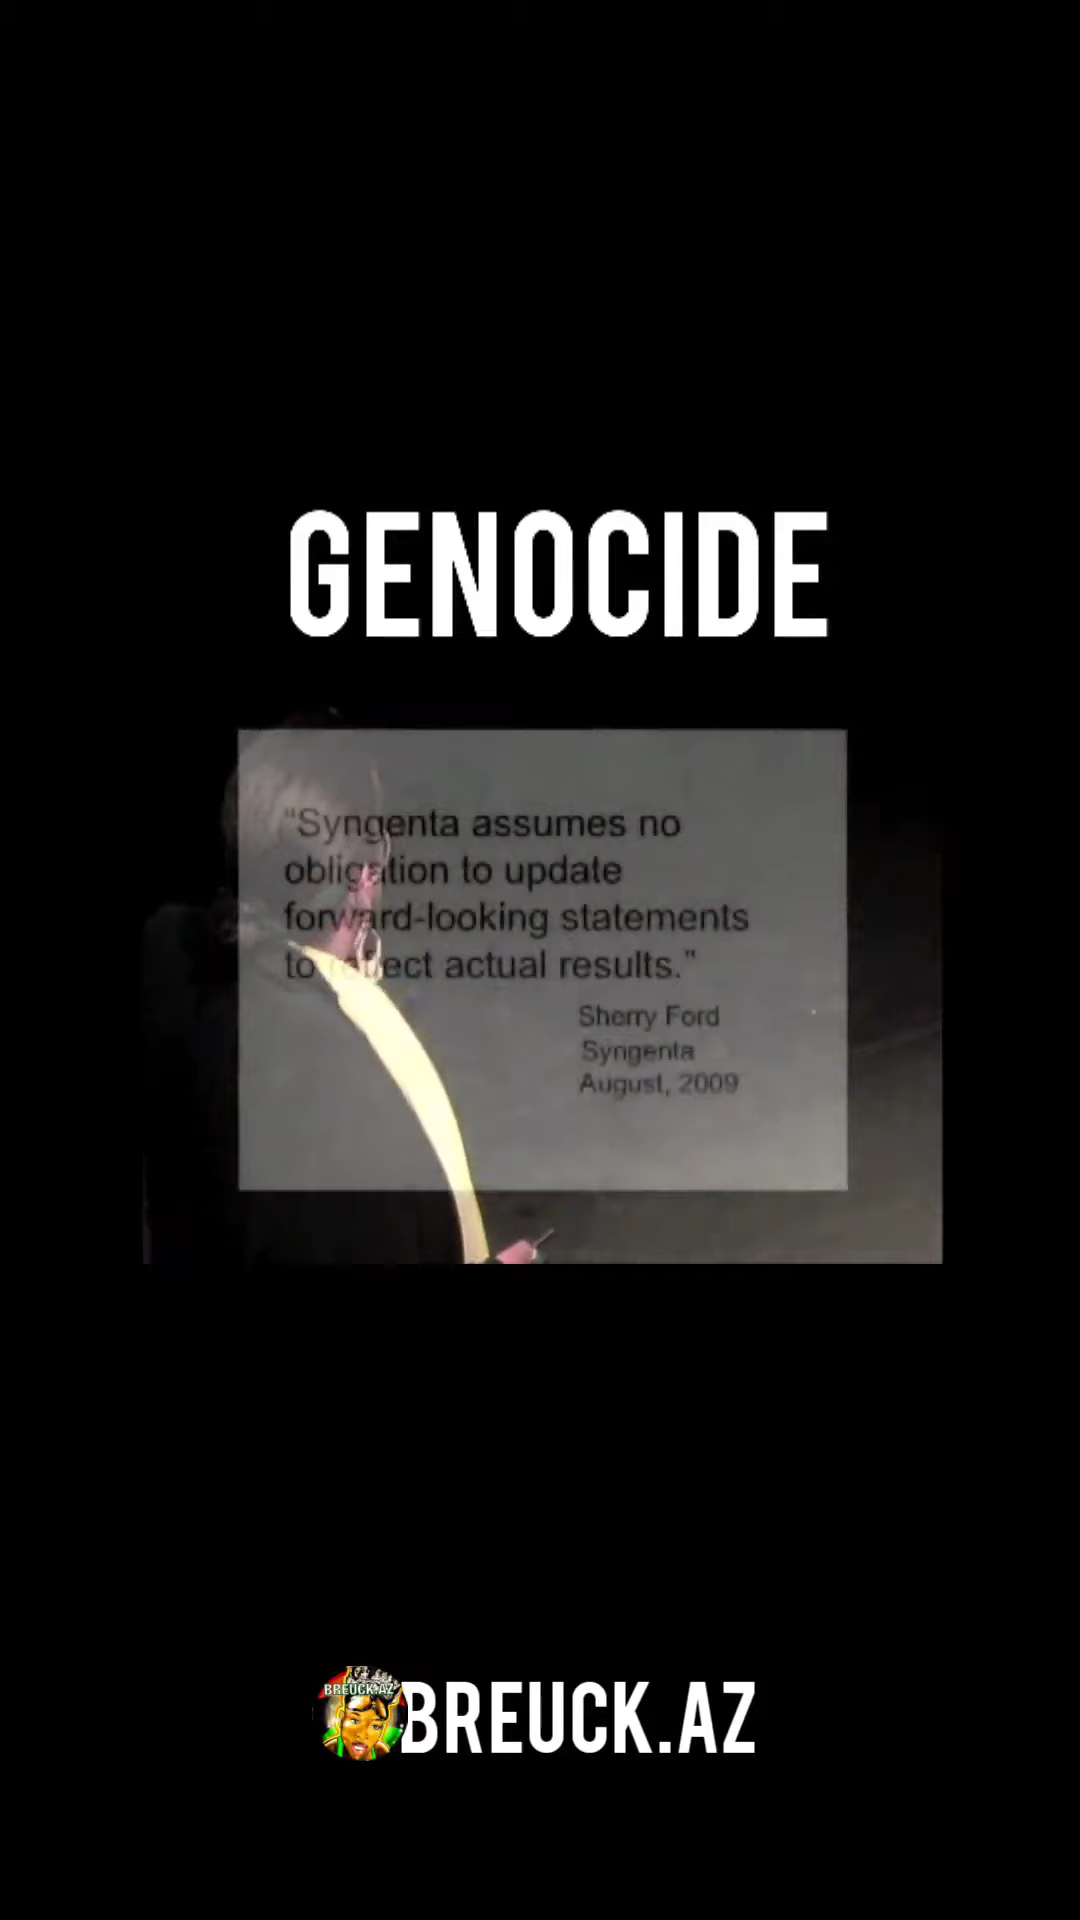 GENOCIDE
"Syngenta assumes no
obligation to update
forward-looking statements
to reflect actual results."
Sherry Ford
Syngenta
August, 2009
BREUCK.AZ
BREUCK.AZ